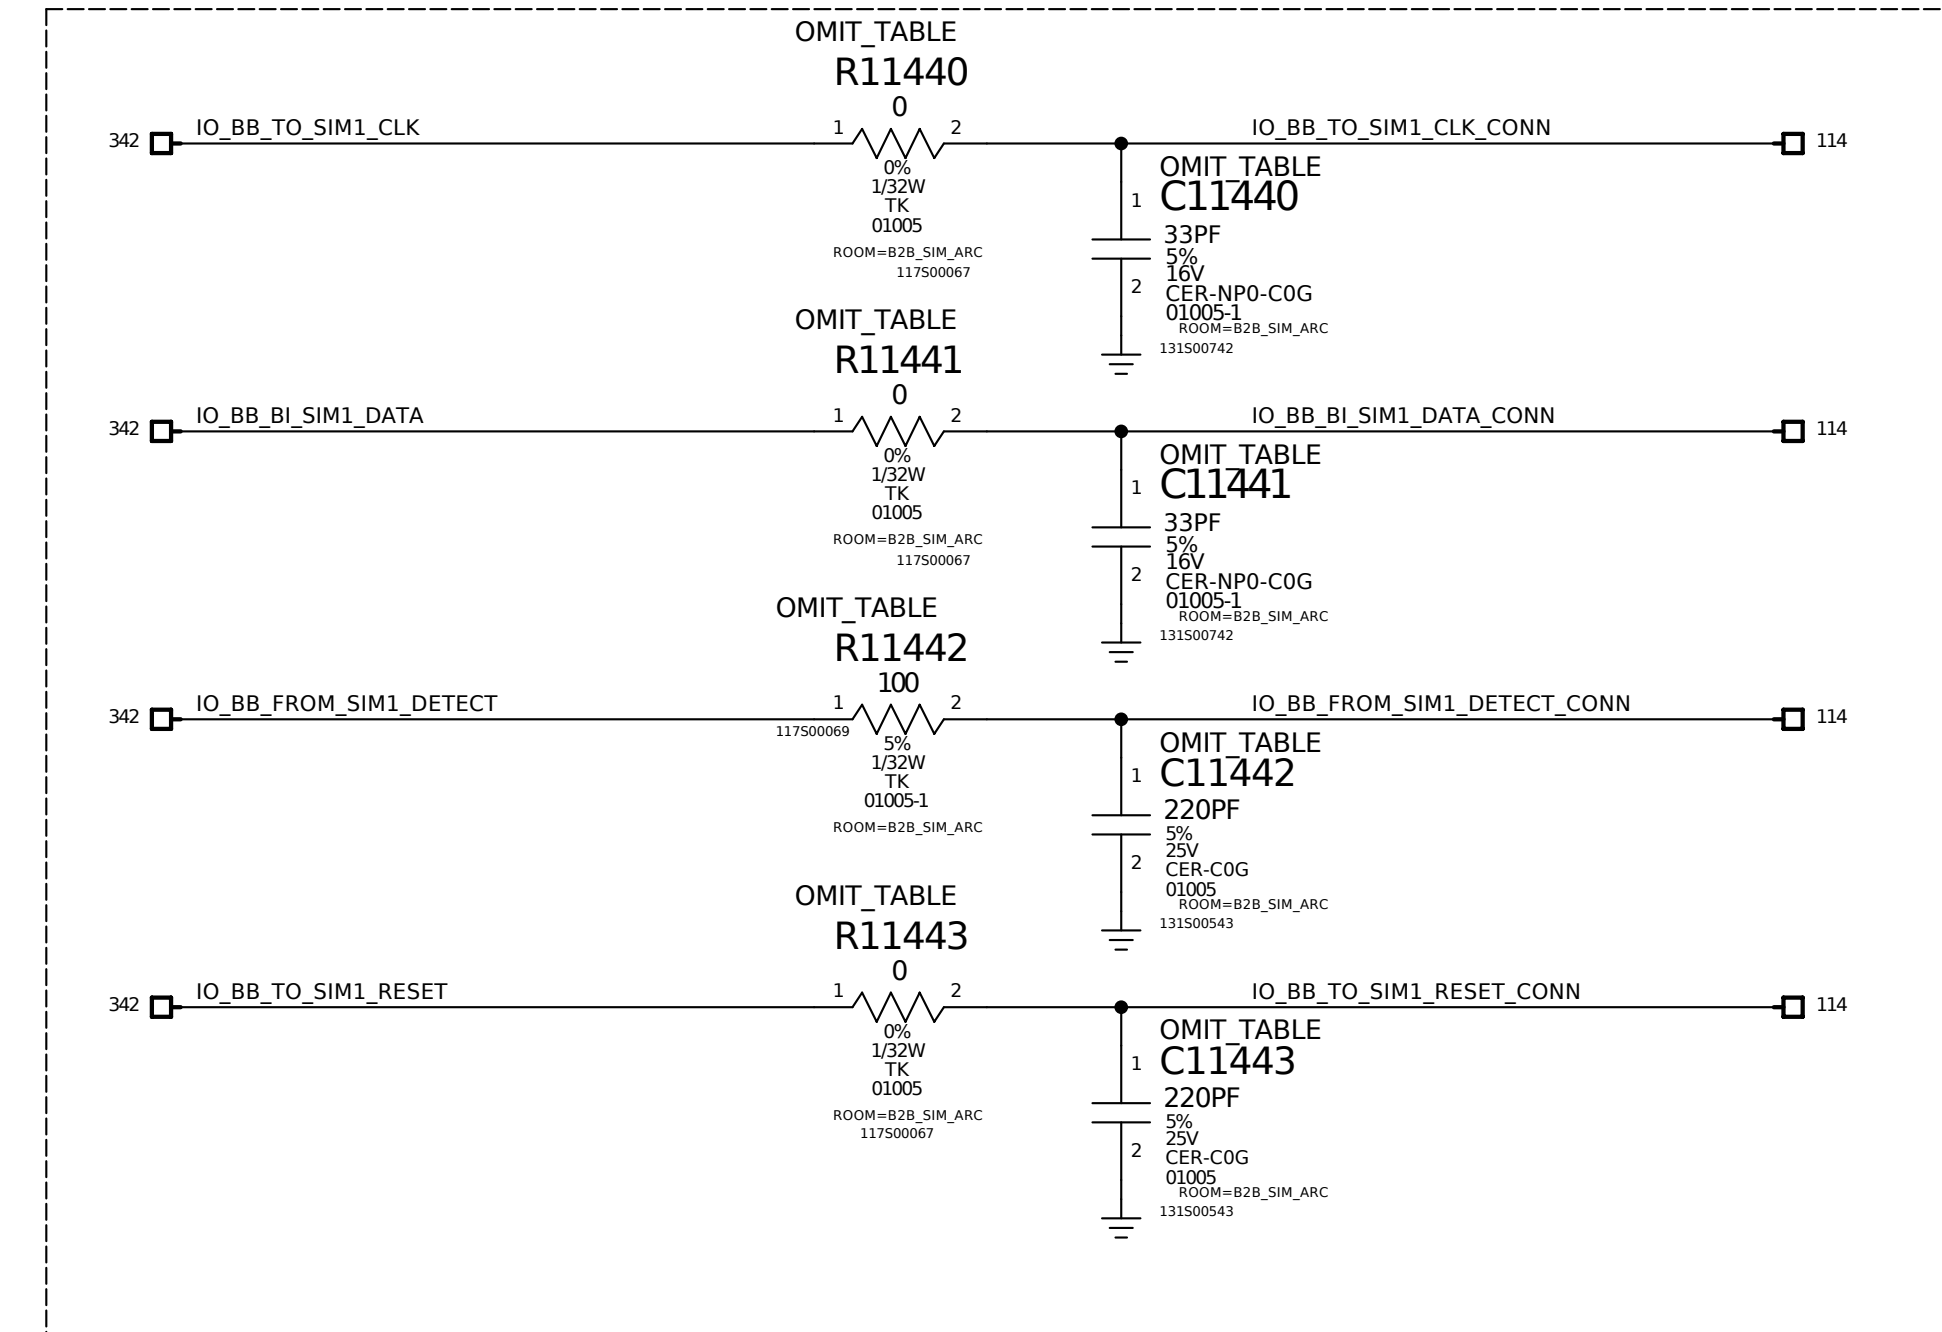 OMIT_TABLE
R11440
0
342 IO_BB_TO_SIM1_CLK 1 2 IO_BB_TO_SIM1_CLK_CONN 114
0%
1/32W
TK
01005
ROOM=B2B_SIM_ARC
117S00067
OMIT_TABLE
C11440
1
33PF
5%
16V
2
CER-NP0-C0G
01005-1
ROOM=B2B_SIM_ARC
131S00742
OMIT_TABLE
R11441
0
342 IO_BB_BI_SIM1_DATA 1 2 IO_BB_BI_SIM1_DATA_CONN 114
0%
1/32W
TK
01005
ROOM=B2B_SIM_ARC
117S00067
OMIT_TABLE
C11441
1
33PF
5%
16V
2
CER-NP0-C0G
01005-1
ROOM=B2B_SIM_ARC
131S00742
OMIT_TABLE
R11442
100
342 IO_BB_FROM_SIM1_DETECT 1 2 IO_BB_FROM_SIM1_DETECT_CONN 114
117S00069
5%
1/32W
TK
01005-1
ROOM=B2B_SIM_ARC
OMIT_TABLE
C11442
1
220PF
5%
25V
2
CER-C0G
01005
ROOM=B2B_SIM_ARC
131S00543
OMIT_TABLE
R11443
0
342 IO_BB_TO_SIM1_RESET 1 2 IO_BB_TO_SIM1_RESET_CONN 114
0%
1/32W
TK
01005
ROOM=B2B_SIM_ARC
117S00067
OMIT_TABLE
C11443
1
220PF
5%
25V
2
CER-C0G
01005
ROOM=B2B_SIM_ARC
131S00543